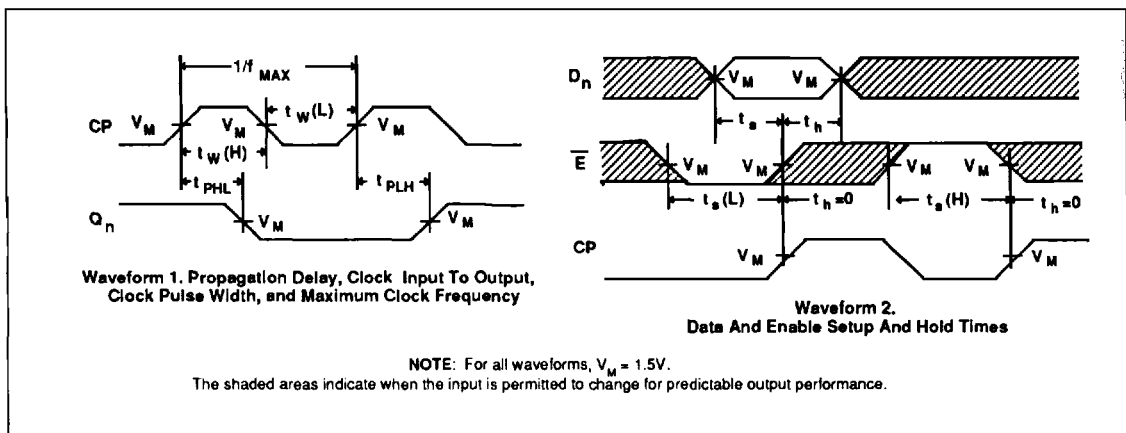 1/f MAX
t W (L)
CP V M V M V M
t W (H)
t PHL t PLH
Q n V M V M
Waveform 1. Propagation Delay, Clock Input To Output,
Clock Pulse Width, and Maximum Clock Frequency
D n V M V M
t s t h
E V M V M V M V M
t s (L) t h =0 t s (H) t h =0
CP V M V M
Waveform 2.
Data And Enable Setup And Hold Times
NOTE: For all waveforms, V M = 1.5V.
The shaded areas indicate when the input is permitted to change for predictable output performance.